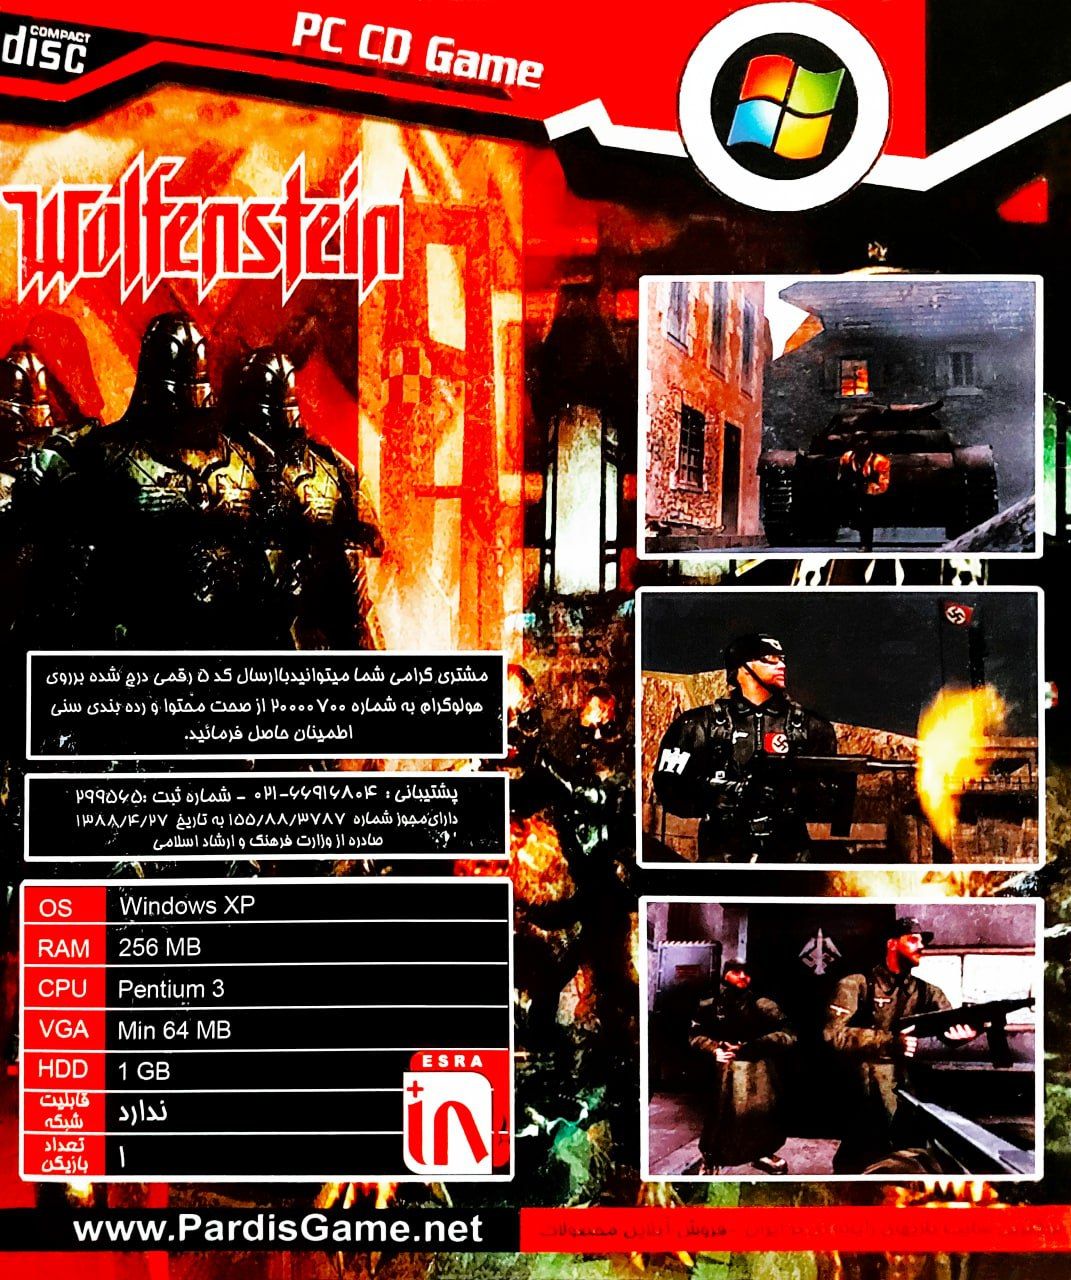 COMPACT
disc
PC CD Game
Wolfenstein
مشتری گرامی شما میتوانیدباارسال کد ۵ رقمی درج شده برروی
هولوگرام به شماره ۲۰۰۰۰۷۰۰ از صحت محتوا و رده بندی سنی
اطمینان حاصل فرمائید.
پشتیبانی : ۶۶۹۱۶۸۰۴-۰۲۱ - شماره ثبت :۲۹۹۵۶۵
دارای مجوز شماره ۱۵۵/۸۸/۳۷۸۷ به تاریخ ۱۳۸۸/۴/۲۷
صادره از وزارت فرهنگ و ارشاد اسلامی
OS Windows XP
RAM 256 MB
CPU Pentium 3
VGA Min 64 MB
HDD 1 GB
قابلیت شبکه ندارد
تعداد بازیکن ۱
ESRA
+۱۸
www.PardisGame.net
فروش آنلاین محصولات